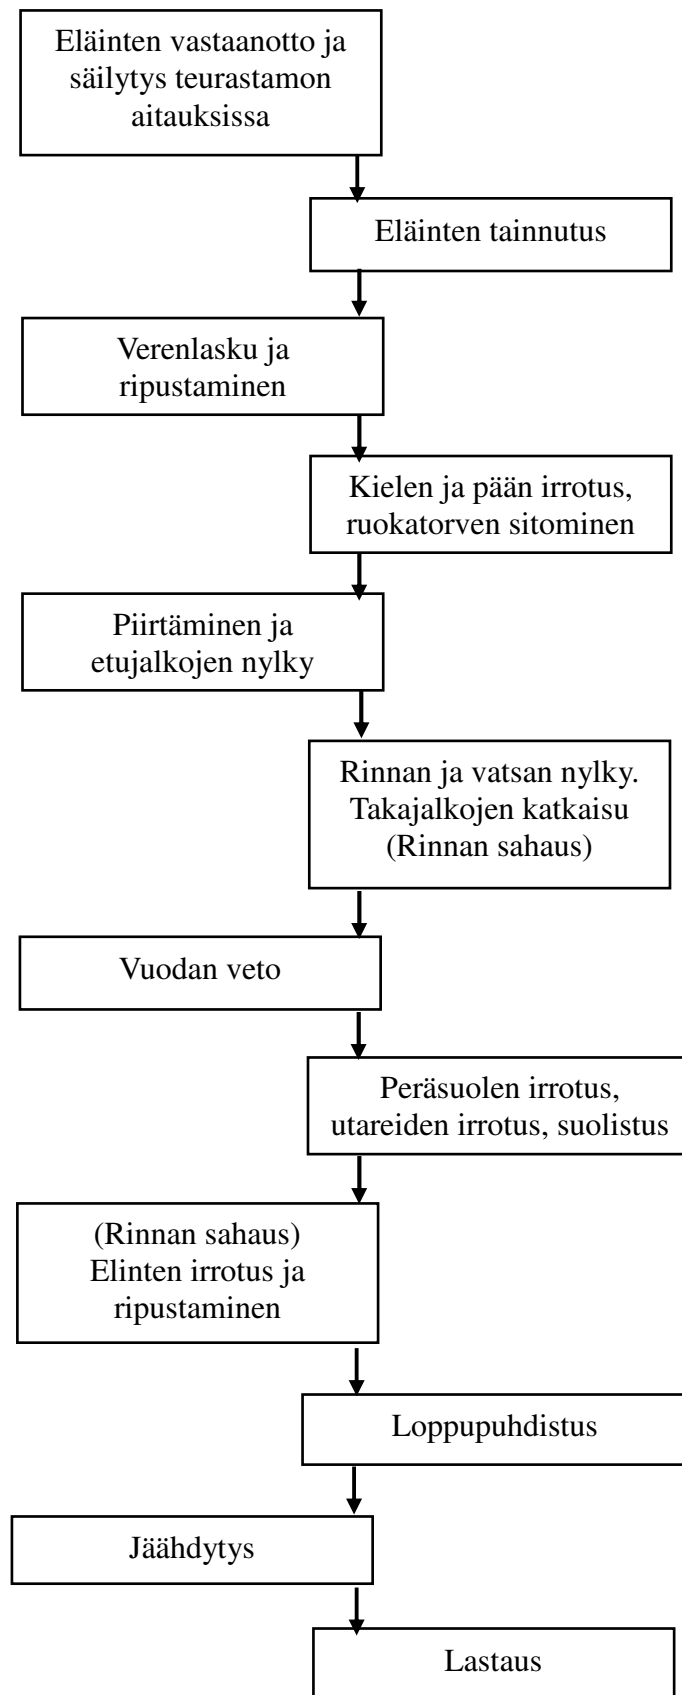 Eläinten vastaanotto ja
säilytys teurastamon
aitauksissa
Eläinten tainnutus
Verenlasku ja
ripustaminen
Kielen ja pään irrotus,
ruokatorven sitominen
Piirtäminen ja
etujalkojen nylky
Rinnan ja vatsan nylky.
Takajalkojen katkaisu
(Rinnan sahaus)
Vuodan veto
Peräsuolen irrotus,
utareiden irrotus, suolistus
(Rinnan sahaus)
Elinten irrotus ja
ripustaminen
Loppupuhdistus
Jäähdytys
Lastaus